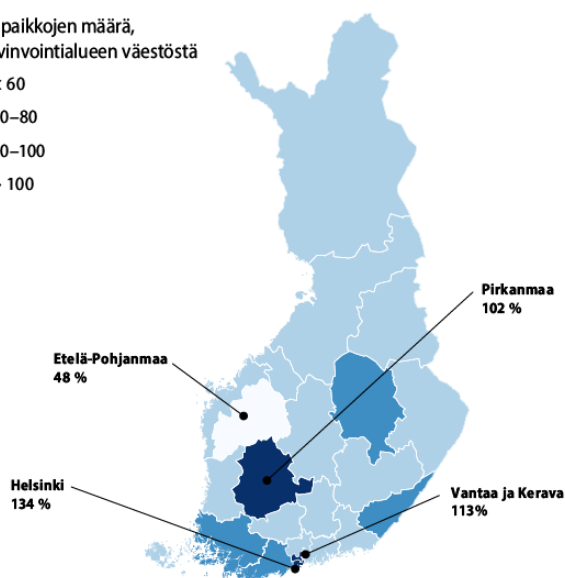 paikkojen määrä,
vinvointialueen väestöstä
60
0–80
0–100
100
Pirkanmaa
102 %
Etelä-Pohjanmaa
48 %
Helsinki
134 %
Vantaa ja Kerava
113%